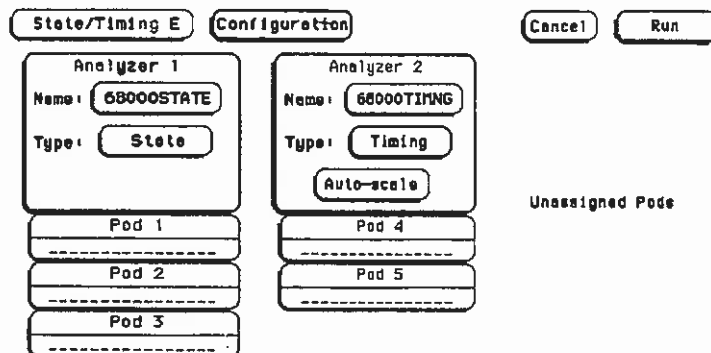 State/Timing E
Configuration
Cancel
Run
Analyzer 1
Name: 68000STATE
Type: State
Analyzer 2
Name: 68000TIMNG
Type: Timing
Auto-scale
Unassigned Pods
Pod 1
Pod 2
Pod 3
Pod 4
Pod 5